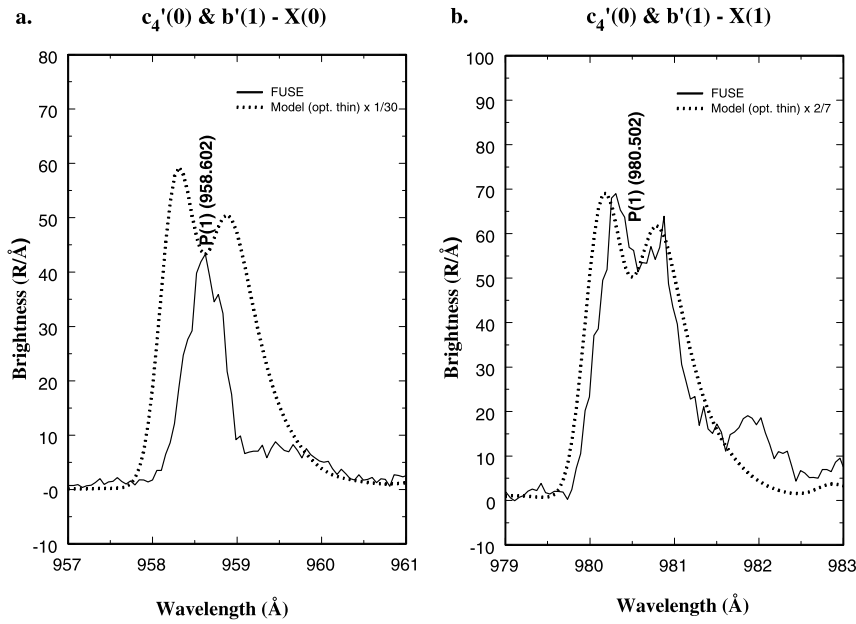 a. c4'(0) & b'(1) - X(0)
80
70
60
50
40
30
20
10
-0
-10
Brightness (R/Å)
FUSE
Model (opt. thin) x 1/30
P(1) (958.602)
957 958 959 960 961
Wavelength (Å)
b. c4'(0) & b'(1) - X(1)
100
90
80
70
60
50
40
30
20
10
0
-10
Brightness (R/Å)
FUSE
Model (opt. thin) x 2/7
P(1) (980.502)
979 980 981 982 983
Wavelength (Å)